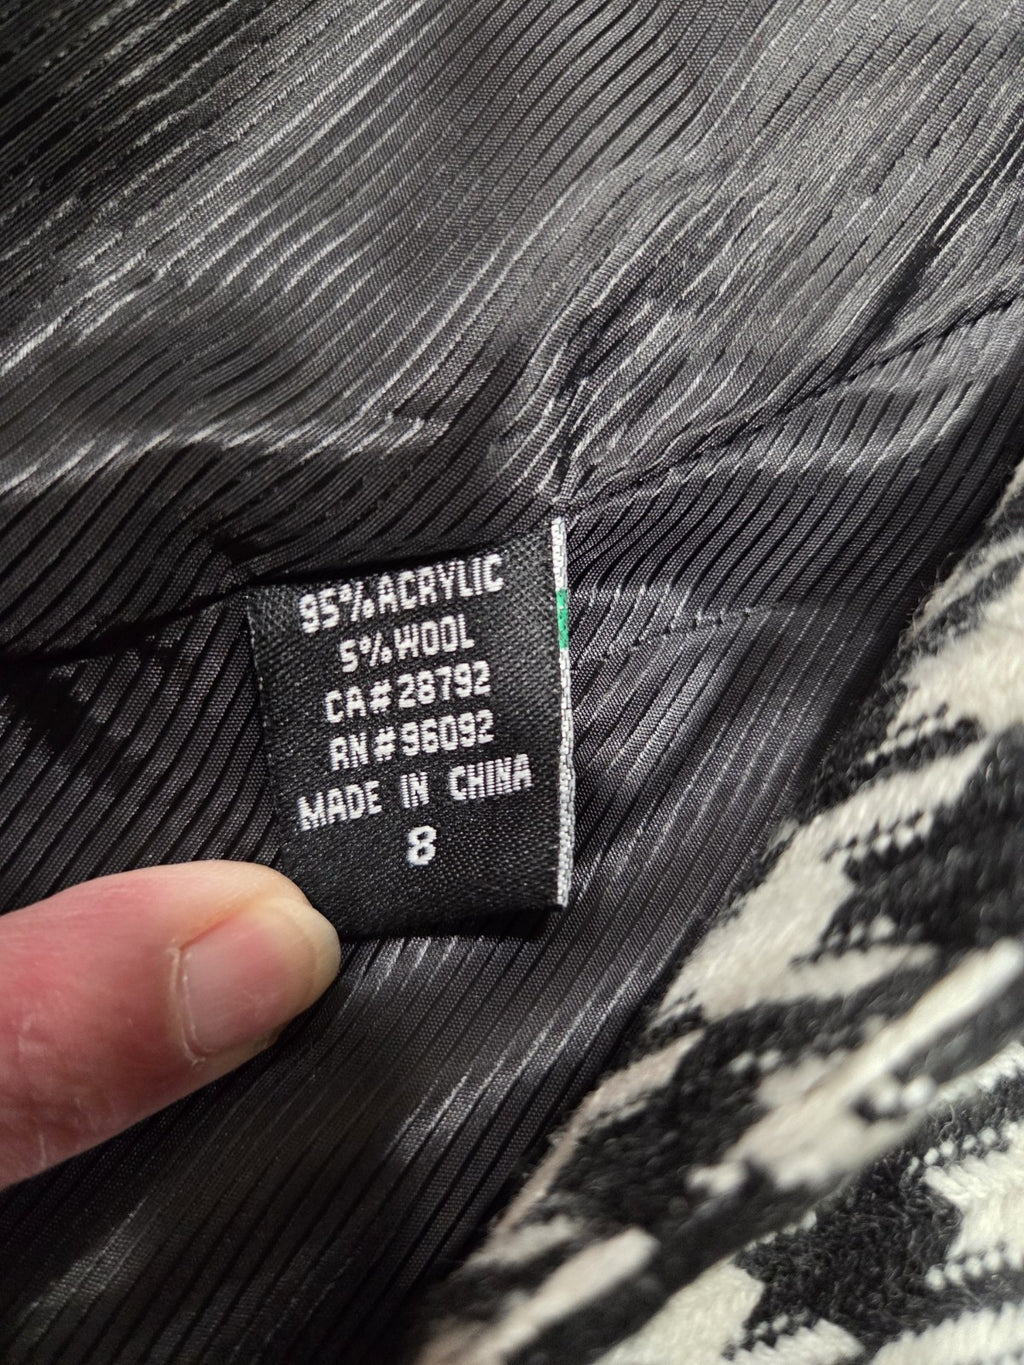 95% ACRYLIC
5% WOOL
CA#28792
RN#96092
MADE IN CHINA
8